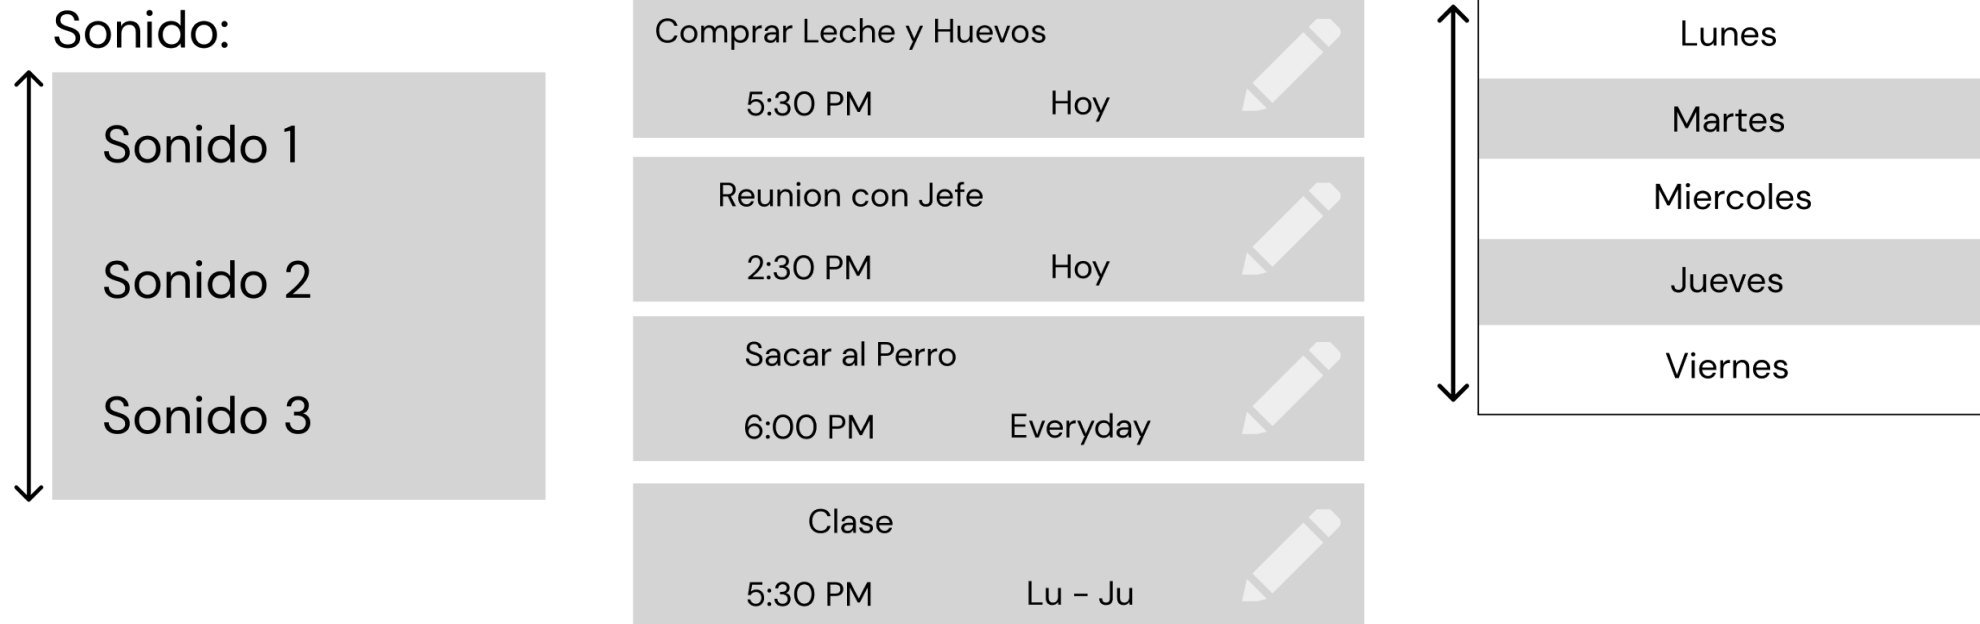 Sonido:
Sonido 1
Sonido 2
Sonido 3
Comprar Leche y Huevos
5:30 PM Hoy
Reunion con Jefe
2:30 PM Hoy
Sacar al Perro
6:00 PM Everyday
Clase
5:30 PM Lu - Ju
Lunes
Martes
Miercoles
Jueves
Viernes